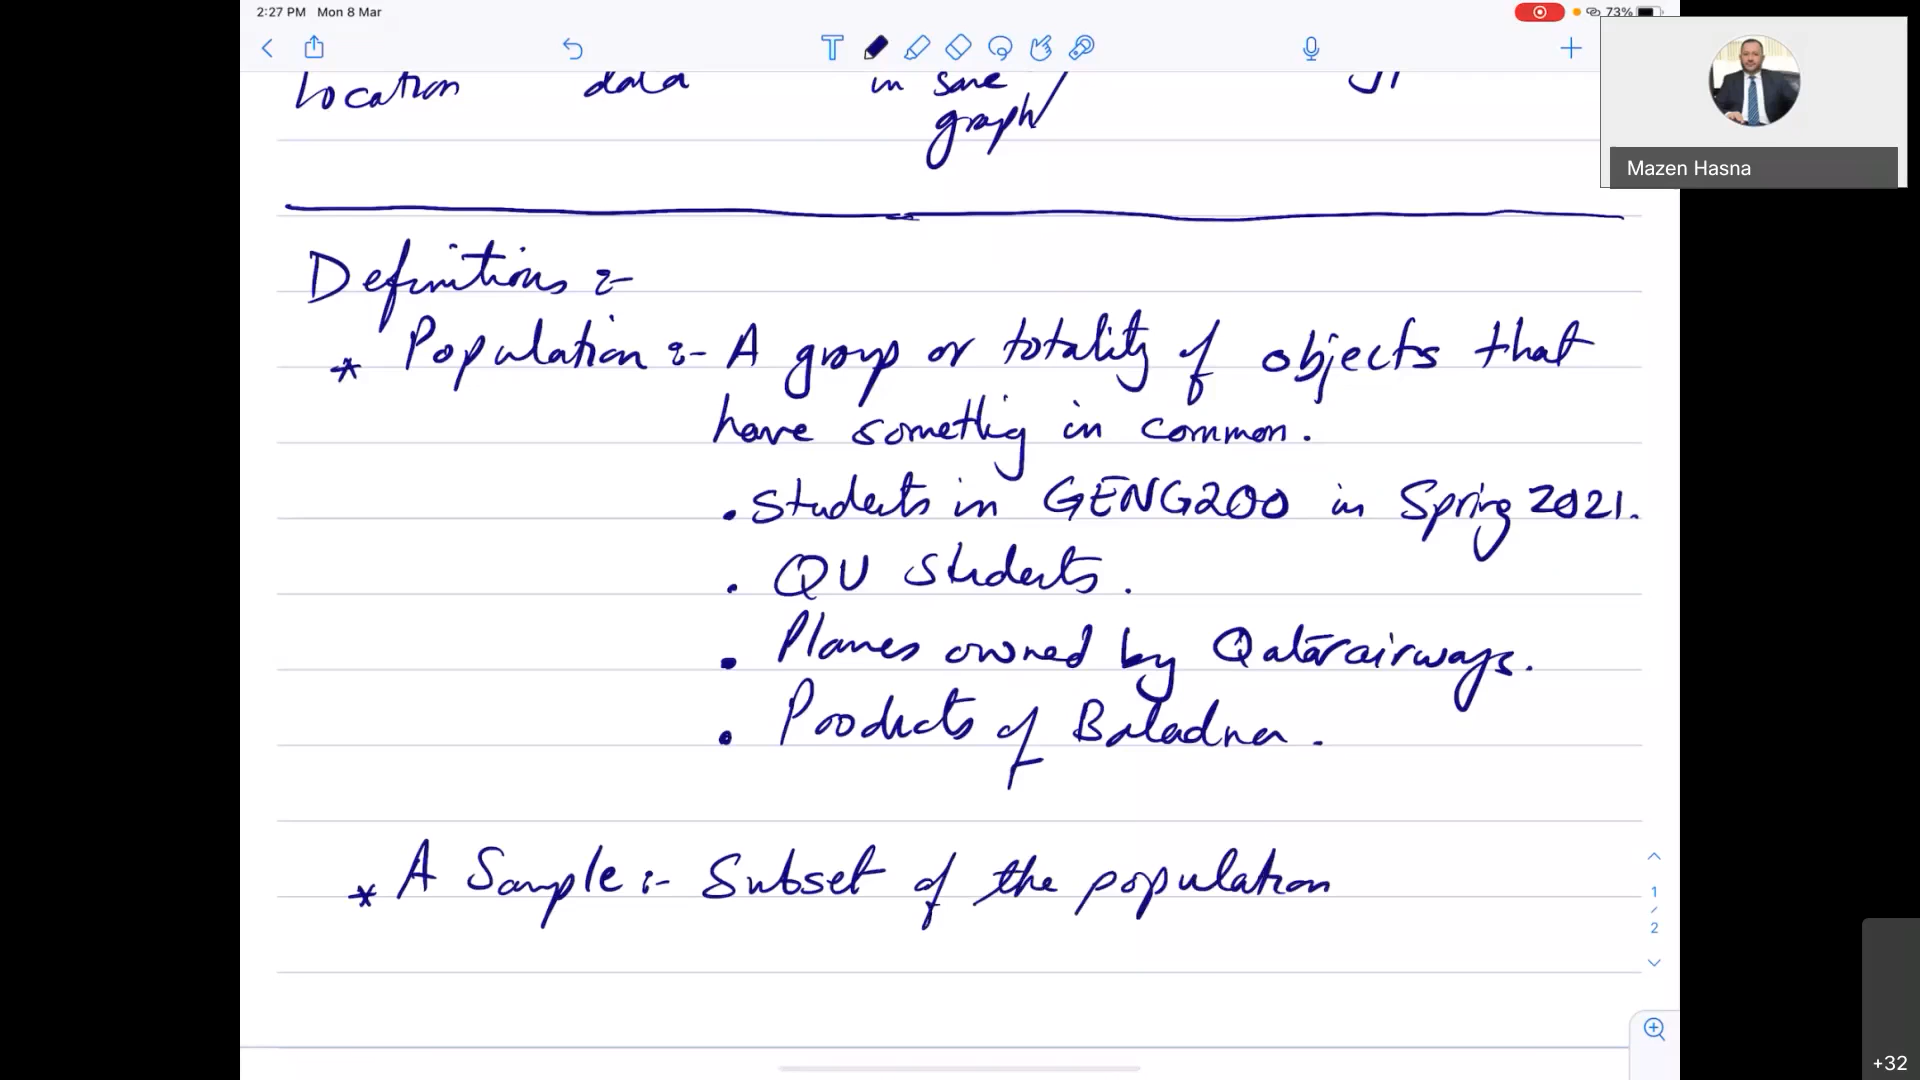 2:27 PM Mon 8 Mar
73%
Mazen Hasna
Location data in same
graph/
Definitions :-
* Population :- A group or totality of objects that
have somethig in common.
• Students in GENG200 in Spring 2021.
• QU students.
• Planes owned by Qatarairways.
• Products of Baladna.
* A Sample :- Subset of the population
1
/
2
+32